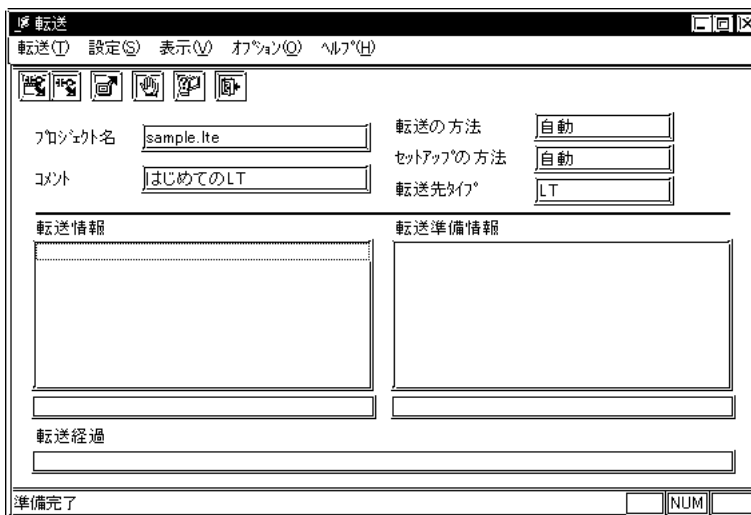 転送
転送(T) 設定(S) 表示(V) ｵﾌﾟｼｮﾝ(O) ﾍﾙﾌﾟ(H)
ﾌﾟﾛｼﾞｪｸﾄ名 sample.lte
ｺﾒﾝﾄ はじめてのLT
転送の方法 自動
ｾｯﾄｱｯﾌﾟの方法 自動
転送先ﾀｲﾌﾟ LT
転送情報
転送準備情報
転送経過
準備完了
NUM